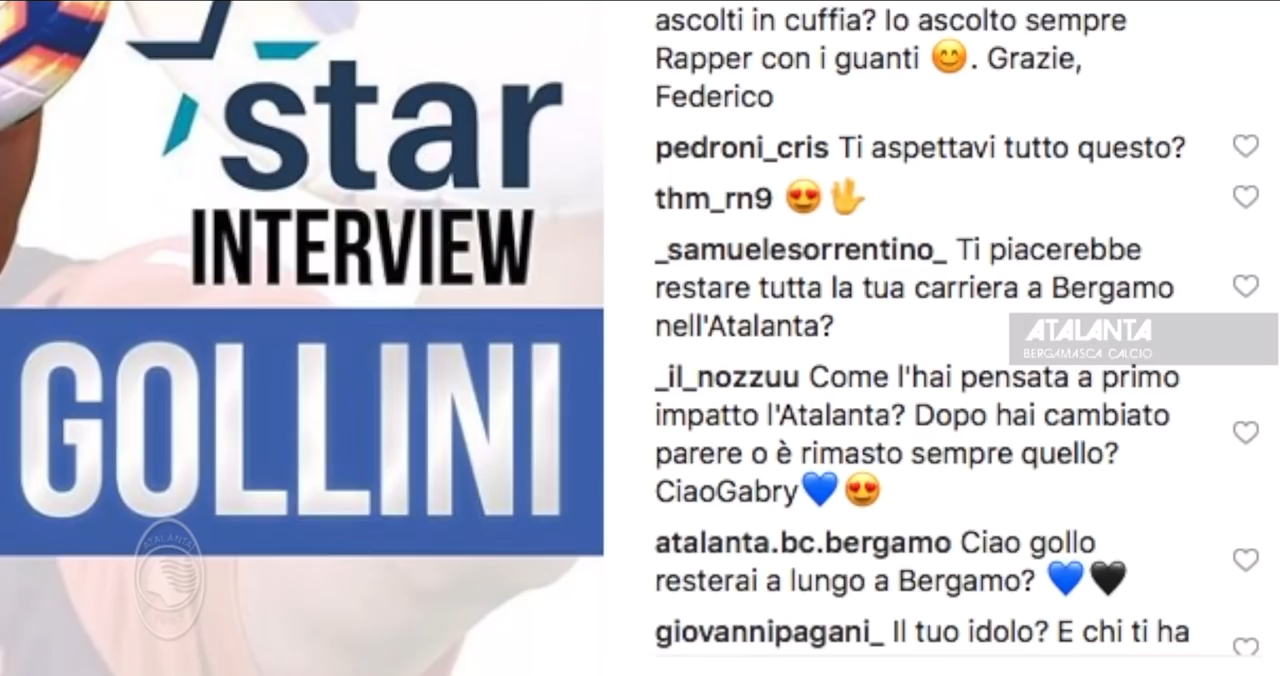 star
INTERVIEW
GOLLINI
ATALANTA
1907
ascolti in cuffia? Io ascolto sempre
Rapper con i guanti 😊. Grazie,
Federico
pedroni_cris Ti aspettavi tutto questo?
thm_rn9 😍🖖
_samuelesorrentino_ Ti piacerebbe
restare tutta la tua carriera a Bergamo
nell'Atalanta?
ATALANTA
BERGAMASCA CALCIO
_il_nozzuu Come l'hai pensata a primo
impatto l'Atalanta? Dopo hai cambiato
parere o è rimasto sempre quello?
CiaoGabry💙😍
atalanta.bc.bergamo Ciao gollo
resterai a lungo a Bergamo? 💙🖤
giovannipagani_ Il tuo idolo? E chi ti ha